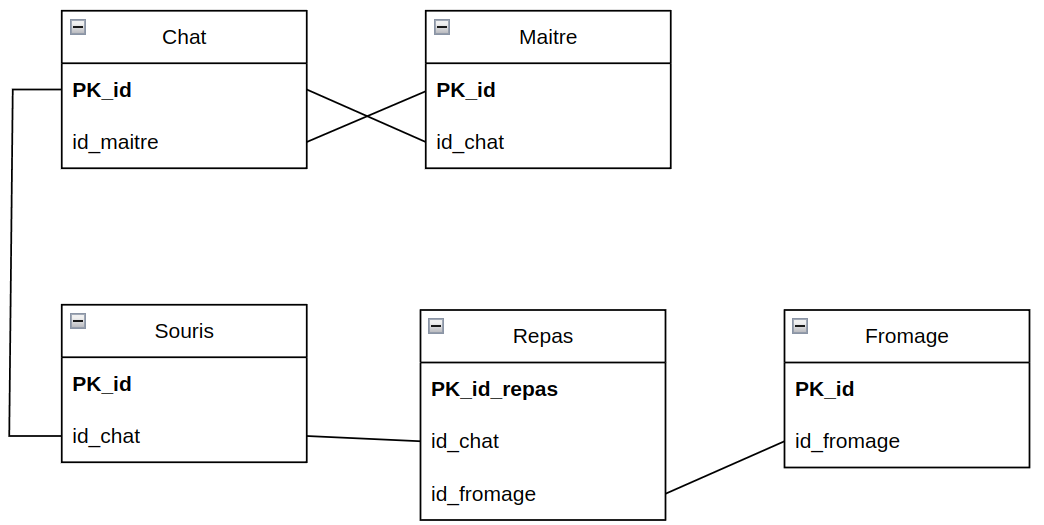 Chat
PK_id
id_maitre
Maitre
PK_id
id_chat
Souris
PK_id
id_chat
Repas
PK_id_repas
id_chat
id_fromage
Fromage
PK_id
id_fromage